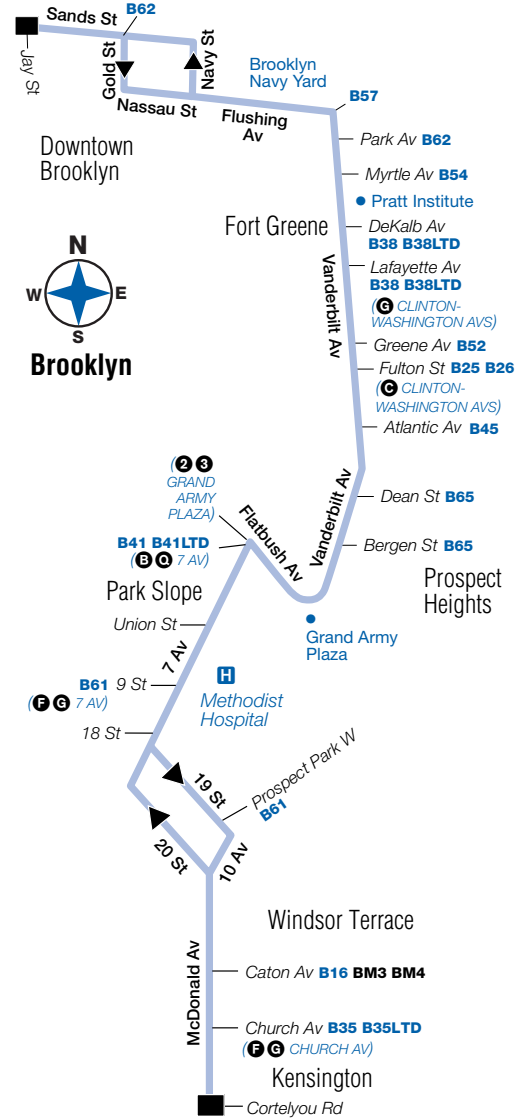 Sands St
B62
Jay St
Gold St
Navy St
Nassau St
Brooklyn
Navy Yard
Flushing
Av
B57
Downtown
Brooklyn
Park Av B62
Myrtle Av B54
Pratt Institute
Fort Greene
DeKalb Av
B38 B38LTD
Lafayette Av
B38 B38LTD
(G CLINTON-
WASHINGTON AVS)
Vanderbilt Av
N
W
E
S
Brooklyn
Greene Av B52
Fulton St B25 B26
(C CLINTON-
WASHINGTON AVS)
Atlantic Av B45
(2 3
GRAND
ARMY
PLAZA)
Flatbush Av
Vanderbilt Av
Dean St B65
B41 B41LTD
(B Q 7 AV)
Bergen St B65
Park Slope
Prospect
Heights
Union St
7 Av
Grand Army
Plaza
B61 9 St
(F G 7 AV)
H
Methodist
Hospital
18 St
19 St
Prospect Park W
B61
20 St
10 Av
Windsor Terrace
McDonald Av
Caton Av B16 BM3 BM4
Church Av B35 B35LTD
(F G CHURCH AV)
Kensington
Cortelyou Rd